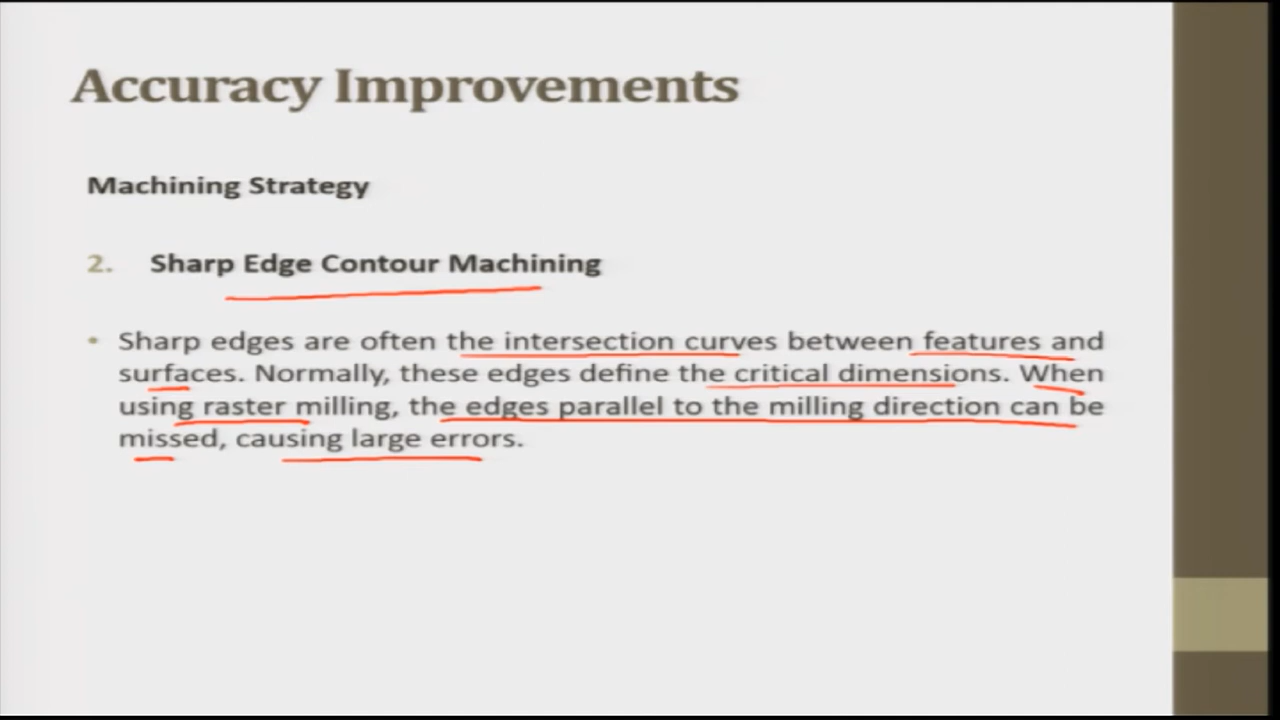 Accuracy Improvements
Machining Strategy
2. Sharp Edge Contour Machining
• Sharp edges are often the intersection curves between features and
surfaces. Normally, these edges define the critical dimensions. When
using raster milling, the edges parallel to the milling direction can be
missed, causing large errors.